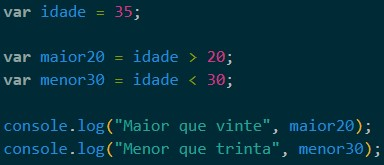 var idade = 35;
var maior20 = idade > 20;
var menor30 = idade < 30;
console.log("Maior que vinte", maior20);
console.log("Menor que trinta", menor30);